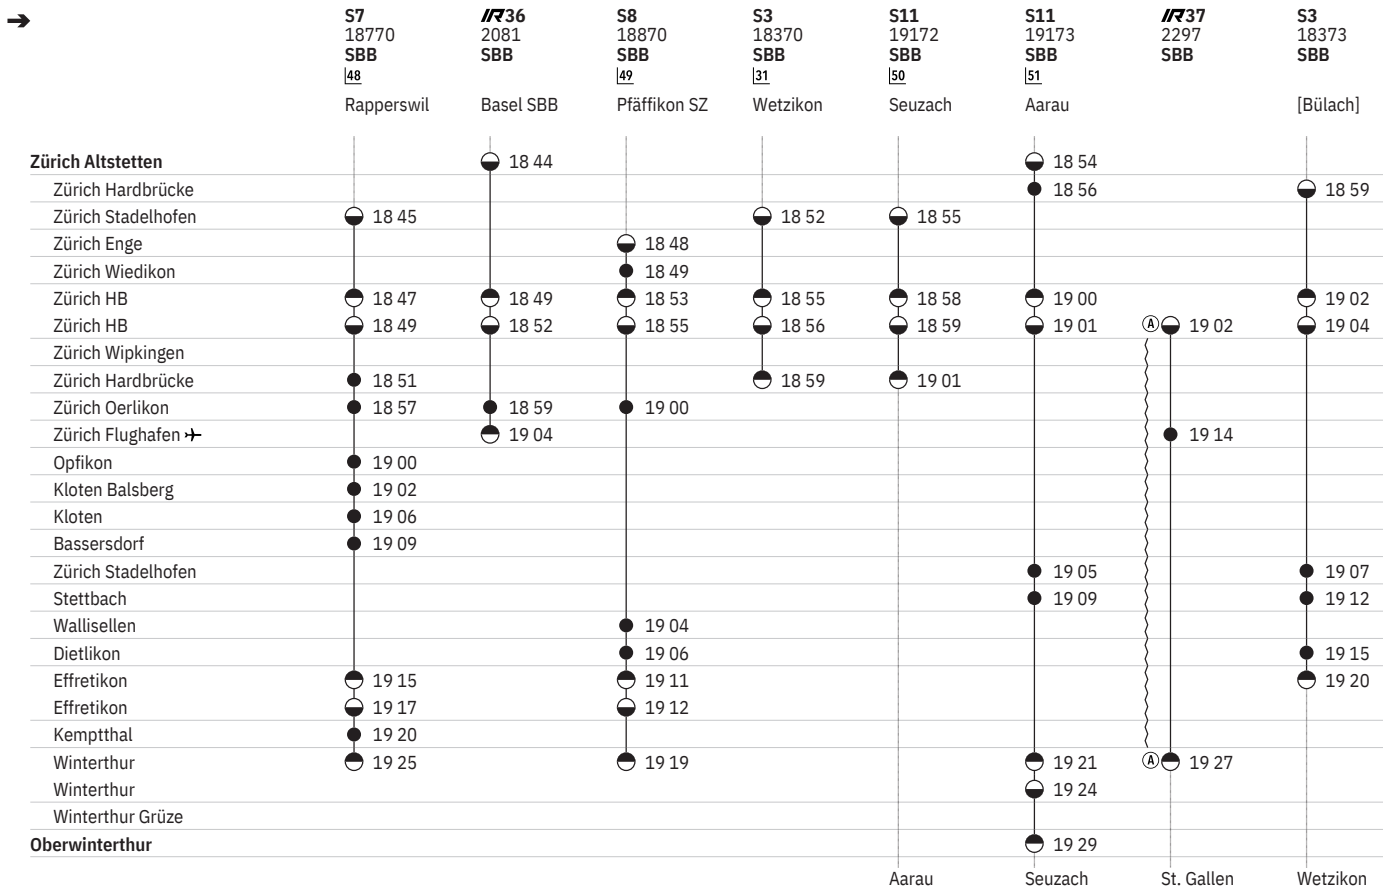 ➔ S7 IR36 S8 S3 S11 S11 IR37 S3
18770 2081 18870 18370 19172 19173 2297 18373
SBB SBB SBB SBB SBB SBB SBB SBB
48 49 31 50 51
Rapperswil Basel SBB Pfäffikon SZ Wetzikon Seuzach Aarau [Bülach]
Zürich Altstetten 18 44 18 54
Zürich Hardbrücke 18 56 18 59
Zürich Stadelhofen 18 45 18 52 18 55
Zürich Enge 18 48
Zürich Wiedikon 18 49
Zürich HB 18 47 18 49 18 53 18 55 18 58 19 00 19 02
Zürich HB 18 49 18 52 18 55 18 56 18 59 19 01 Ⓐ 19 02 19 04
Zürich Wipkingen
Zürich Hardbrücke 18 51 18 59 19 01
Zürich Oerlikon 18 57 18 59 19 00
Zürich Flughafen 19 04 19 14
Opfikon 19 00
Kloten Balsberg 19 02
Kloten 19 06
Bassersdorf 19 09
Zürich Stadelhofen 19 05 19 07
Stettbach 19 09 19 12
Wallisellen 19 04
Dietlikon 19 06 19 15
Effretikon 19 15 19 11 19 20
Effretikon 19 17 19 12
Kemptthal 19 20
Winterthur 19 25 19 19 19 21 Ⓐ 19 27
Winterthur 19 24
Winterthur Grüze
Oberwinterthur 19 29
Aarau Seuzach St. Gallen Wetzikon